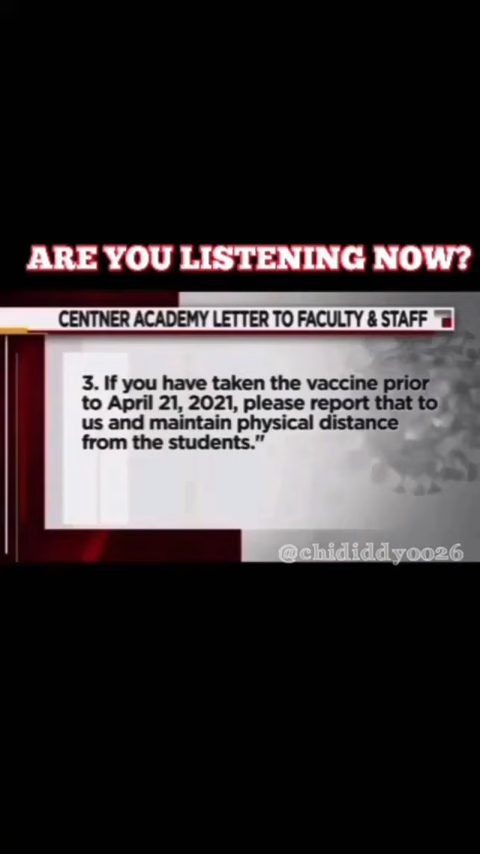 ARE YOU LISTENING NOW?
CENTNER ACADEMY LETTER TO FACULTY & STAFF
3. If you have taken the vaccine prior
to April 21, 2021, please report that to
us and maintain physical distance
from the students."
@chididdyoo26